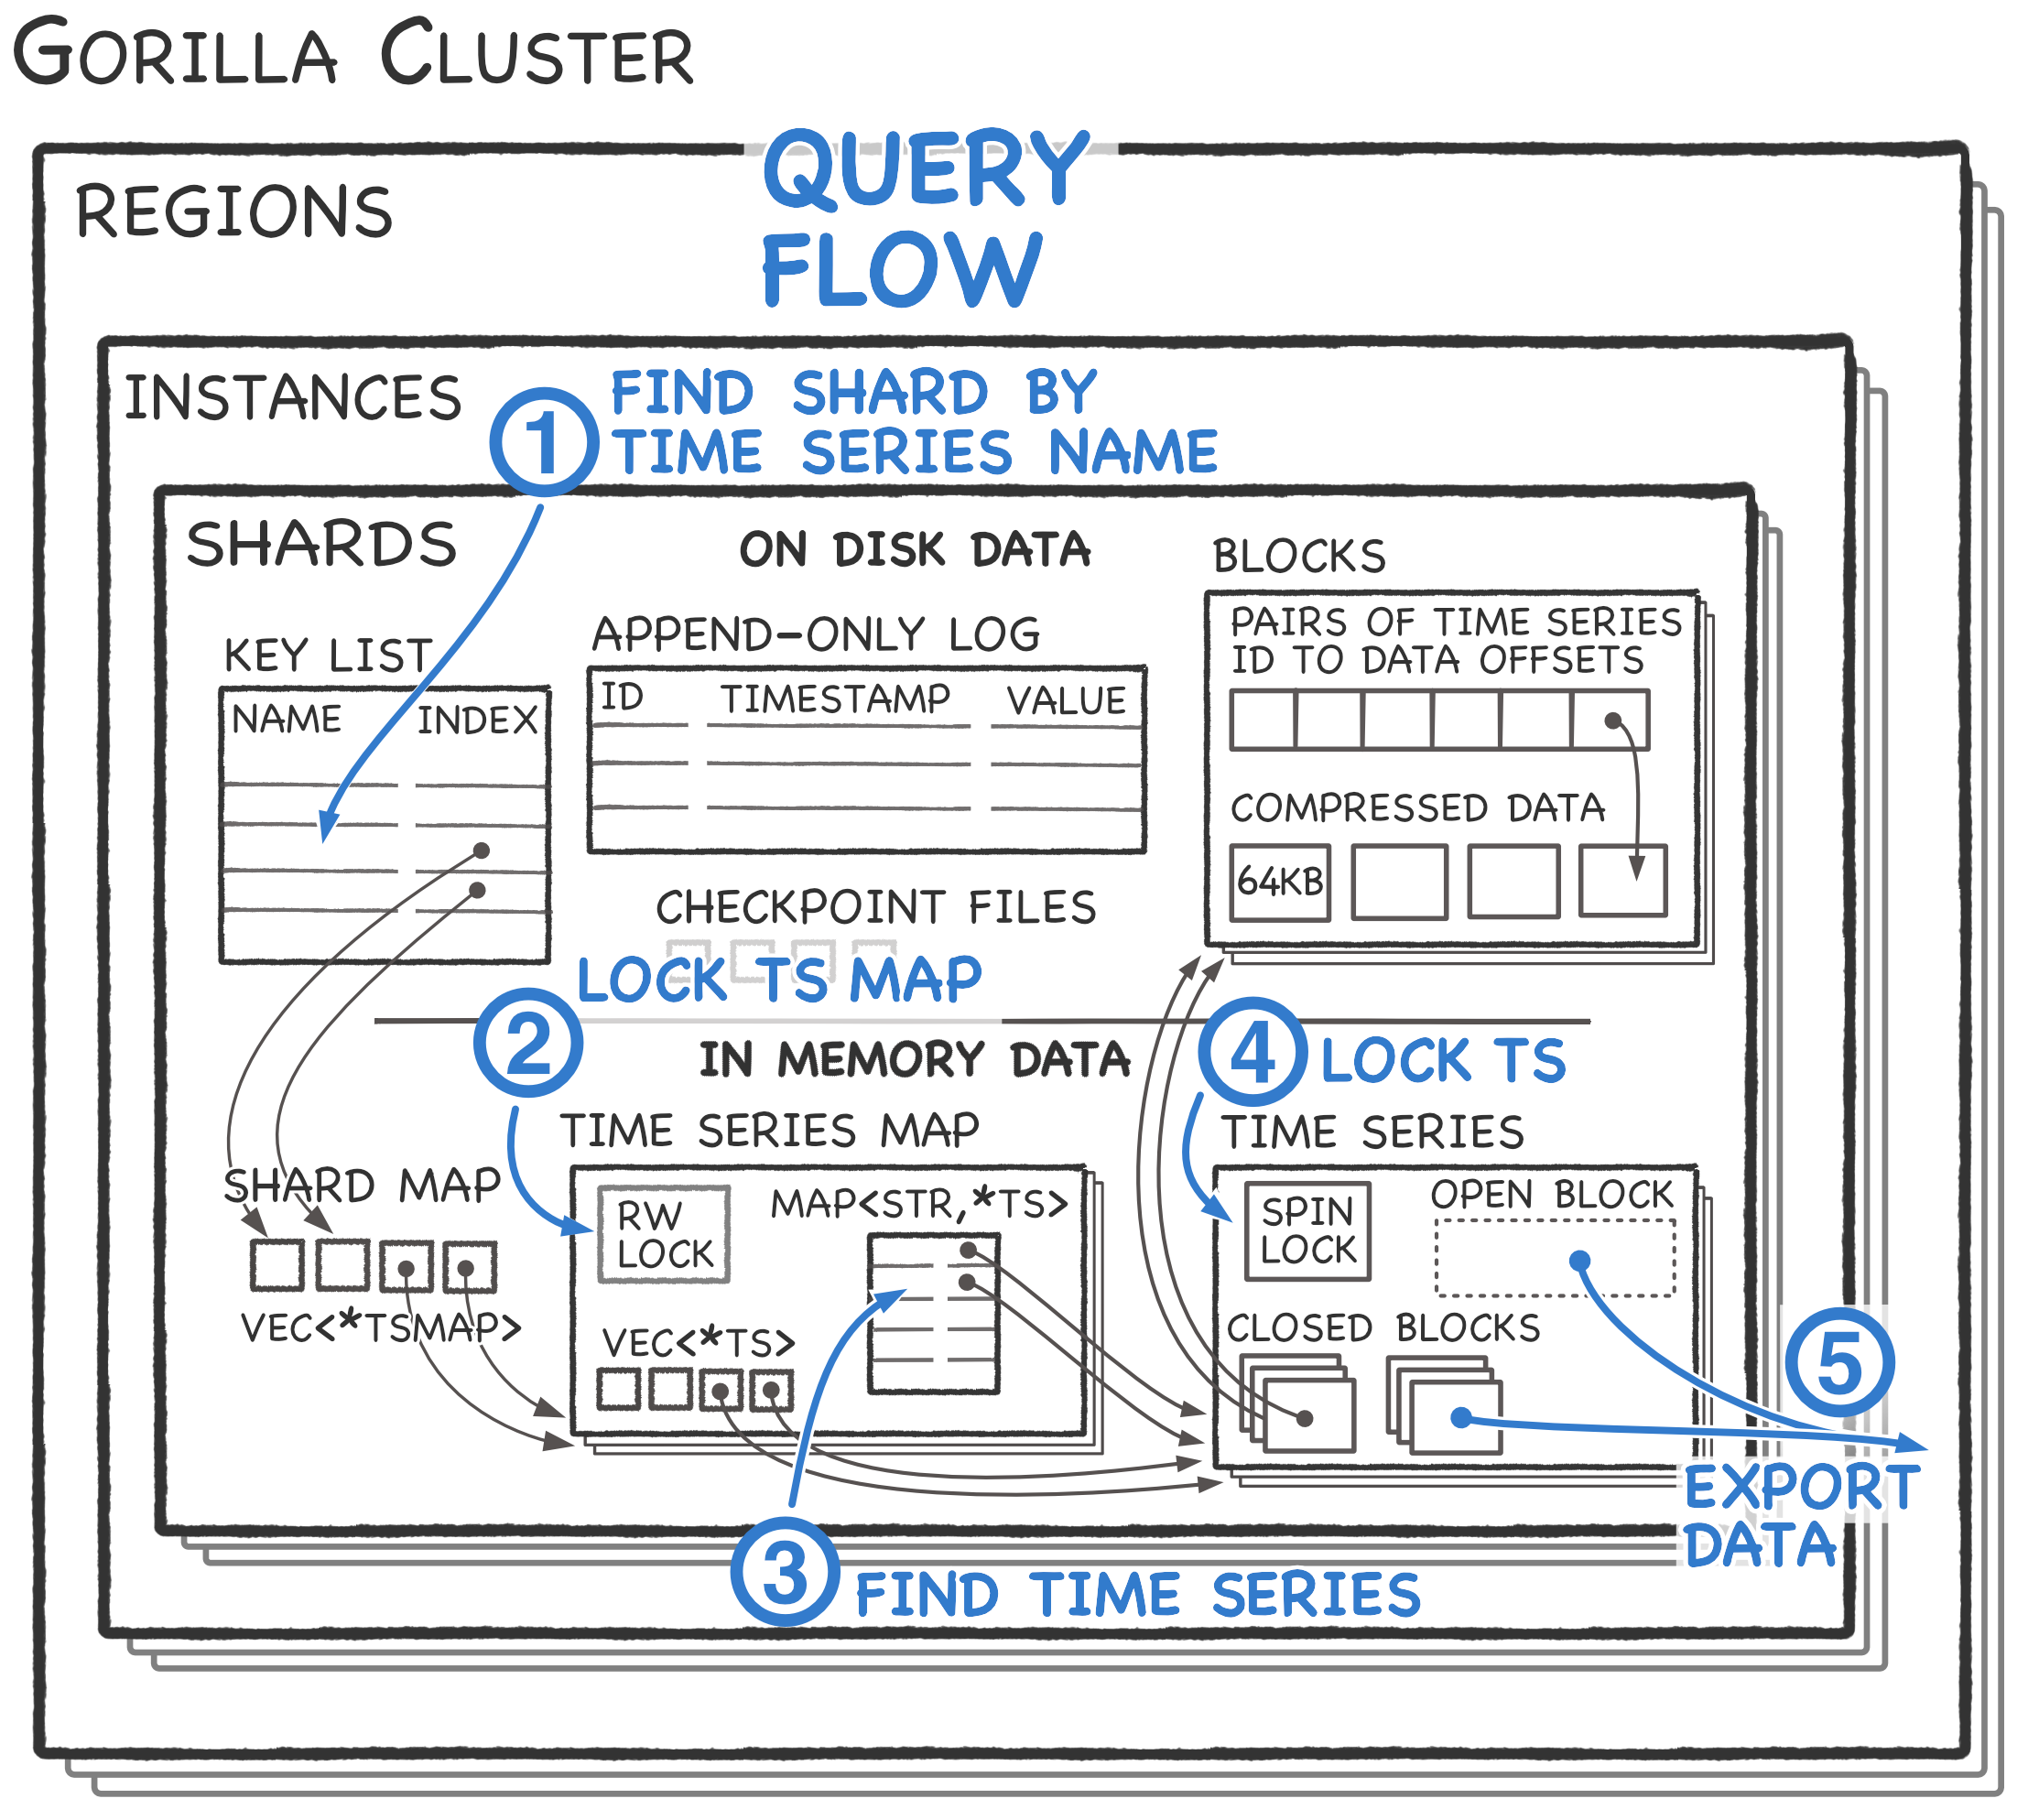 GORILLA CLUSTER
QUERY
FLOW
REGIONS
INSTANCES
1
FIND SHARD BY
TIME SERIES NAME
SHARDS
ON DISK DATA
KEY LIST
NAME INDEX
APPEND-ONLY LOG
ID TIMESTAMP VALUE
CHECKPOINT FILES
BLOCKS
PAIRS OF TIME SERIES
ID TO DATA OFFSETS
COMPRESSED DATA
64KB
2
LOCK TS MAP
IN MEMORY DATA
4
LOCK TS
SHARD MAP
VEC<*TSMAP>
TIME SERIES MAP
RW
LOCK
MAP<STR,*TS>
VEC<*TS>
TIME SERIES
SPIN
LOCK
OPEN BLOCK
CLOSED BLOCKS
5
EXPORT
DATA
3
FIND TIME SERIES